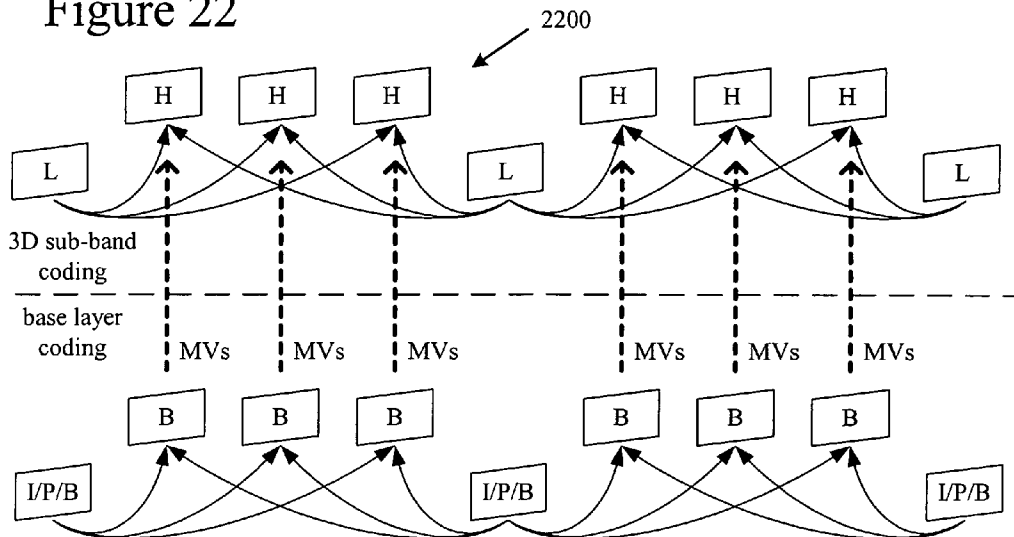 Figure 22
2200
H H H H H H
L L L
3D sub-band
coding
base layer
coding
MVs MVs MVs MVs MVs MVs
B B B B B B
I/P/B I/P/B I/P/B